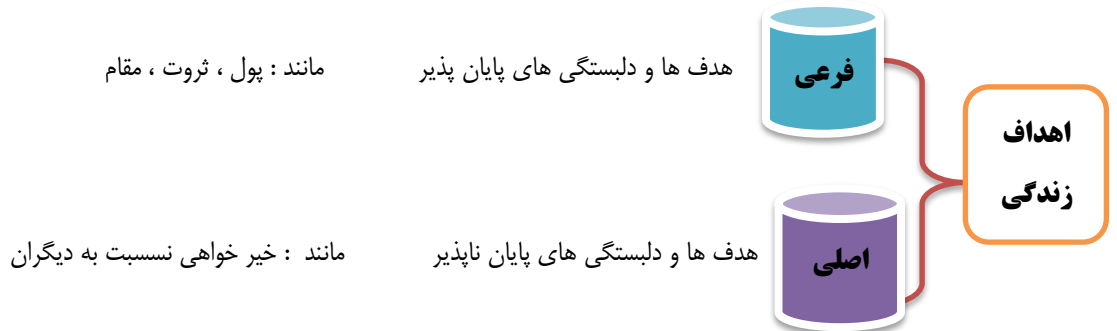 اهداف
زندگی
فرعی
هدف ها و دلبستگی های پایان پذیر
مانند : پول ، ثروت ، مقام
اصلی
هدف ها و دلبستگی های پایان ناپذیر
مانند : خیر خواهی نسسبت به دیگران